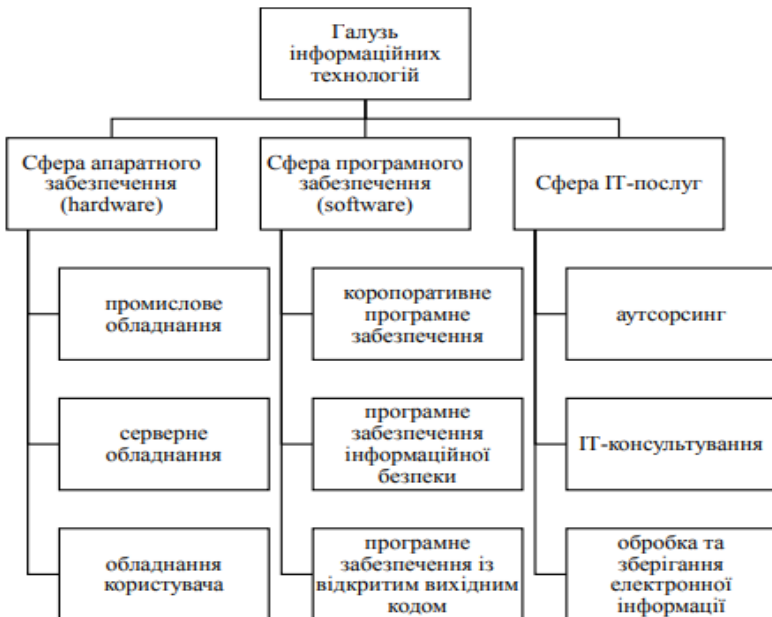 Галузь
інформаційних
технологій
Сфера апаратного
забезпечення
(hardware)
Сфера програмного
забезпечення
(software)
Сфера ІТ-послуг
промислове
обладнання
серверне
обладнання
обладнання
користувача
коропоративне
програмне
забезпечення
програмне
забезпечення
інформаційної
безпеки
програмне
забезпечення із
відкритим вихідним
кодом
аутсорсинг
ІТ-консультування
обробка та
зберігання
електронної
інформації